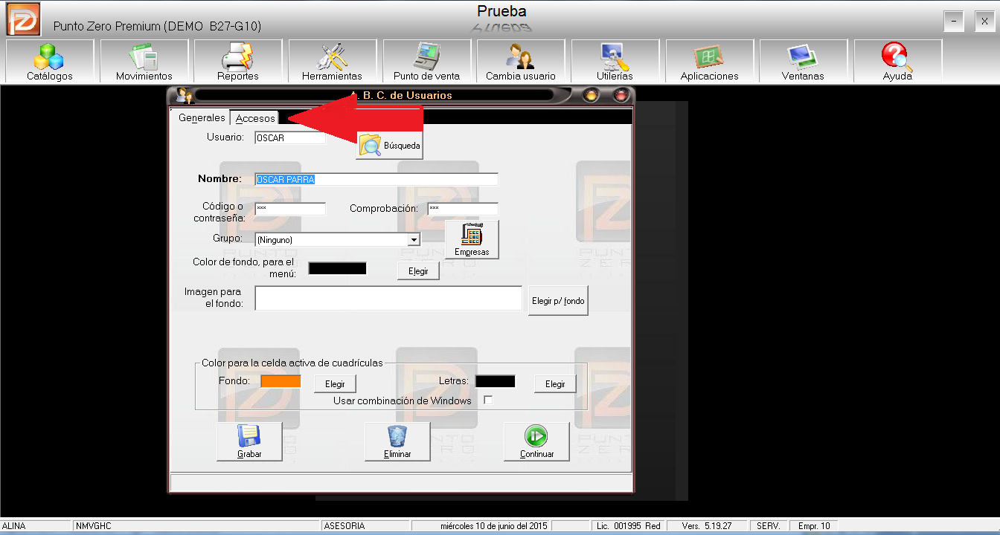 Prueba
Punto Zero Premium (DEMO B27-G10)
- x
Catálogos Movimientos Reportes Herramientas Punto de venta Cambia usuario Utilerías Aplicaciones Ventanas Ayuda
. B. C. de Usuarios
Generales Accesos
Usuario: OSCAR
Búsqueda
Nombre: OSCAR PARRA
Código o
contraseña: *** Comprobación: ***
Grupo: (Ninguno)
Empresas
Color de fondo, para el
menú: Elegir
Imagen para
el fondo: Elegir p/ fondo
Color para la celda activa de cuadrículas
Fondo: Elegir Letras: Elegir
Usar combinación de Windows
Grabar Eliminar Continuar
PUNTO
ZERO
ALINA NMVGHC ASESORIA miércoles 10 de junio del 2015 Lic. 001995 Red Vers. 5.19.27 SERV. Empr. 10